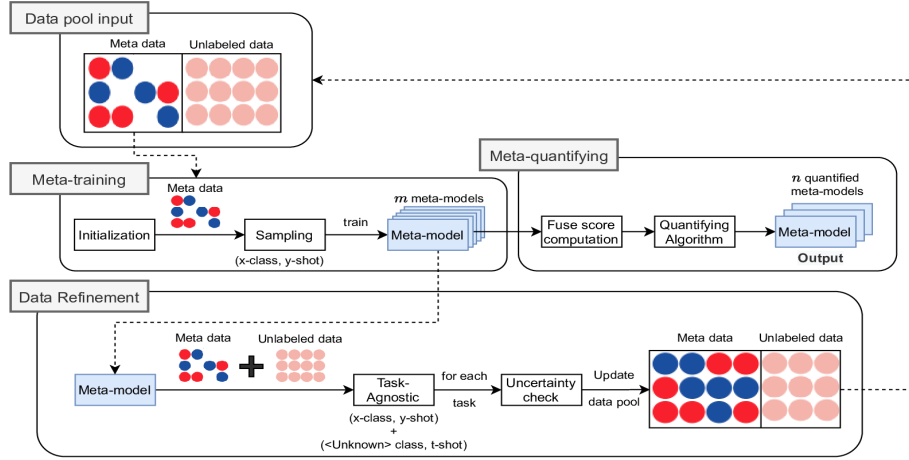 Data pool input
Meta data
Unlabeled data
Meta-quantifying
Meta-training
Meta data
m meta-models
n quantified
meta-models
Initialization
Sampling
train
Meta-model
Fuse score
computation
Quantifying
Algorithm
Meta-model
(x-class, y-shot)
Output
Data Refinement
Meta data
Unlabeled data
Meta data
Unlabeled data
Meta-model
Task-
Agnostic
for each
task
Uncertainty
check
Update
data pool
(x-class, y-shot)
+
(<Unknown> class, t-shot)